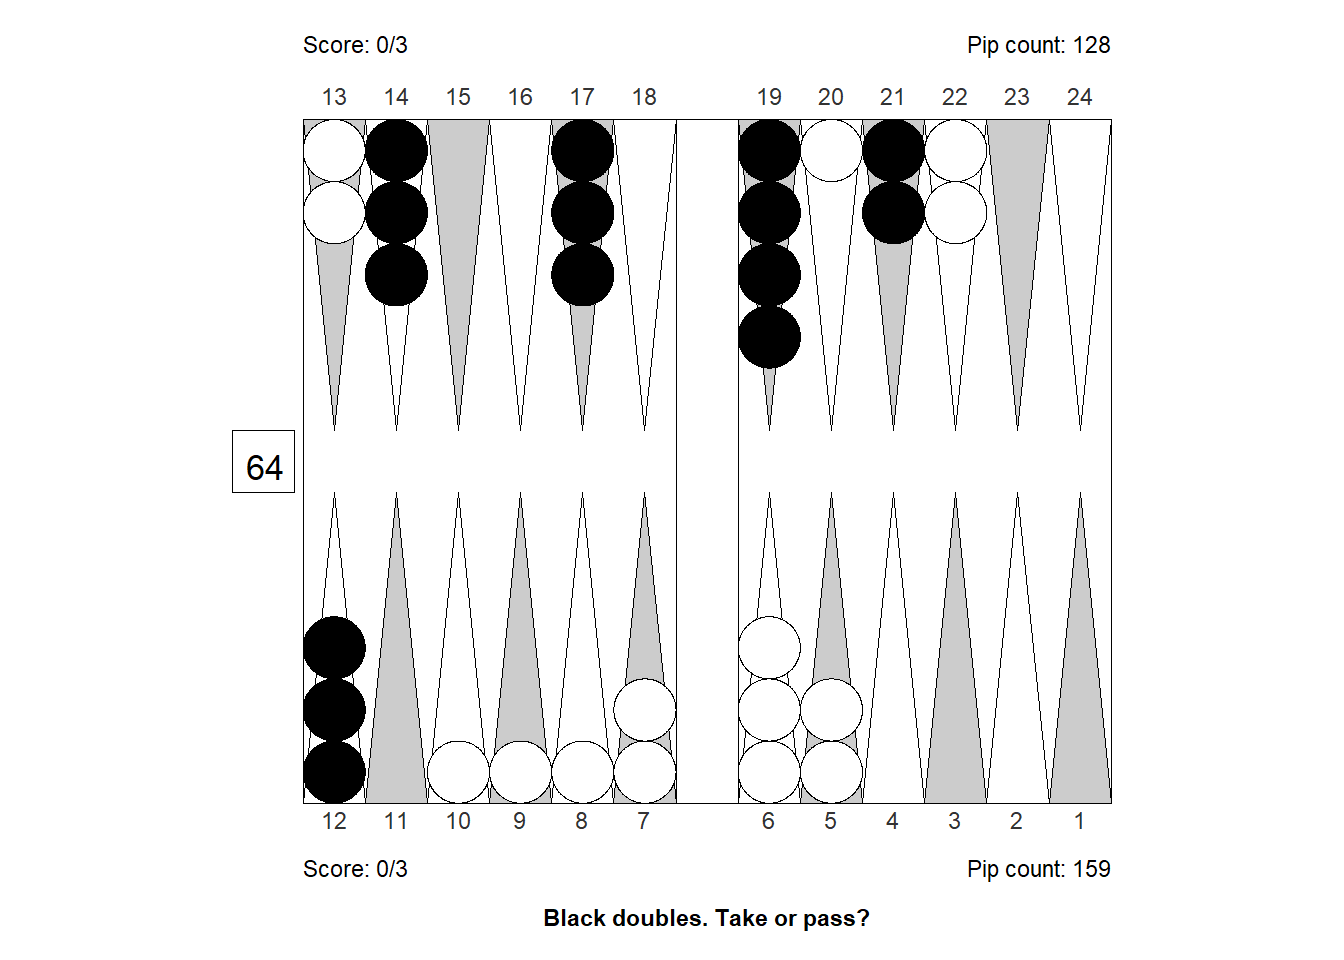 Score: 0/3 Pip count: 128
13 14 15 16 17 18 19 20 21 22 23 24
64
12 11 10 9 8 7 6 5 4 3 2 1
Score: 0/3 Pip count: 159
Black doubles. Take or pass?